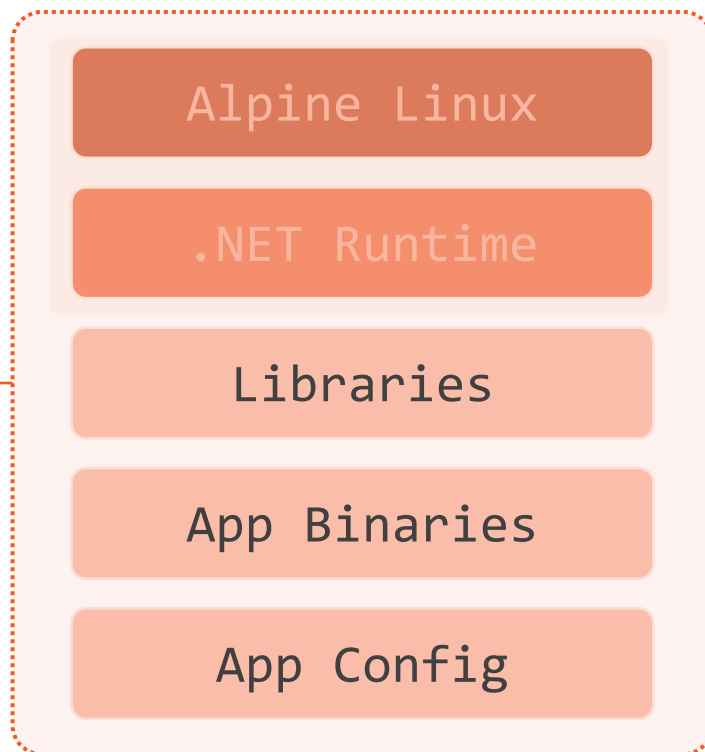 Alpine Linux
.NET Runtime
Libraries
App Binaries
App Config